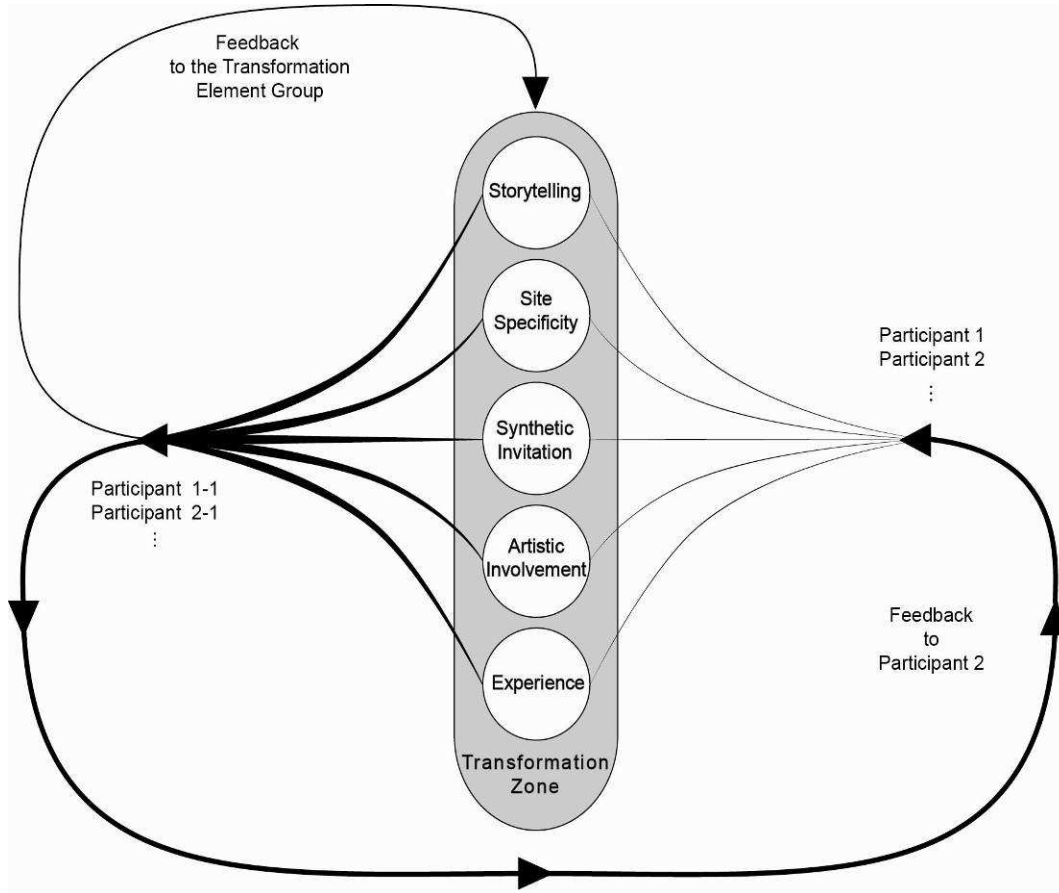 Feedback
to the Transformation
Element Group
Storytelling
Site
Specificity
Participant 1
Participant 2
⋮
Synthetic
Invitation
Participant 1-1
Participant 2-1
⋮
Artistic
Involvement
Feedback
to
Participant 2
Experience
Transformation
Zone